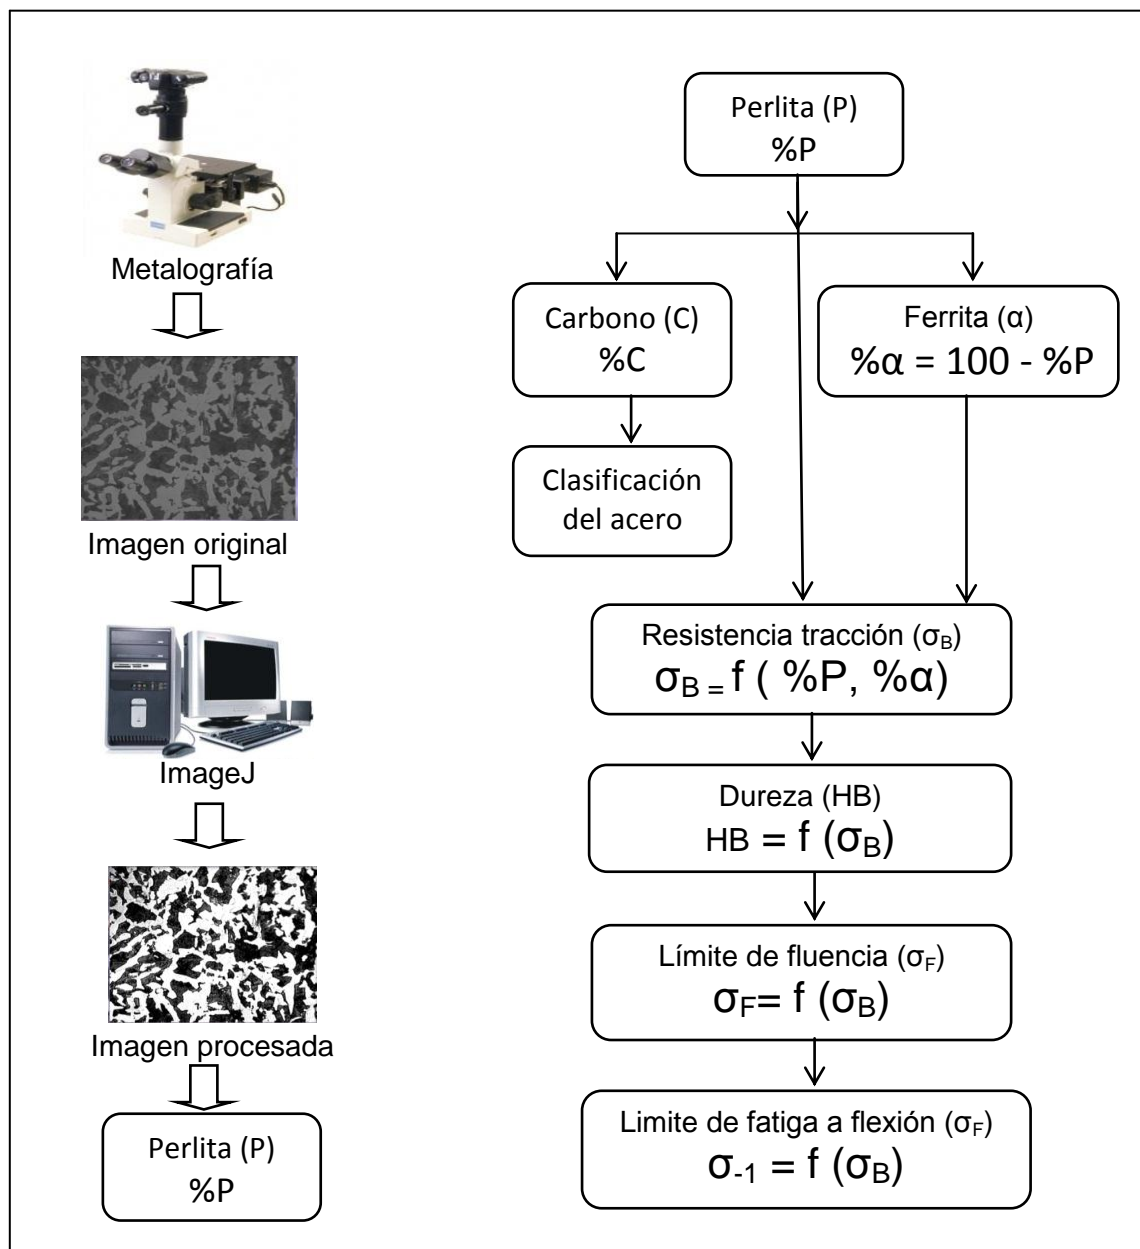 Metalografía
Imagen original
ImageJ
Imagen procesada
Perlita (P)
%P
Perlita (P)
%P
Carbono (C)
%C
Ferrita (α)
%α = 100 - %P
Clasificación
del acero
Resistencia tracción (σB)
σB = f ( %P, %α)
Dureza (HB)
HB = f (σB)
Límite de fluencia (σF)
σF= f (σB)
Limite de fatiga a flexión (σF)
σ-1 = f (σB)